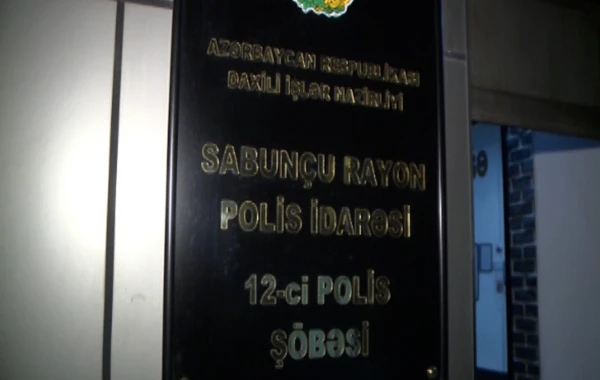 AZƏRBAYCAN RESPUBLİKASI
DAXİLİ İŞLƏR NAZİRLİYİ
SABUNÇU RAYON
POLİS İDARƏSİ
12-ci POLİS
ŞÖBƏSİ